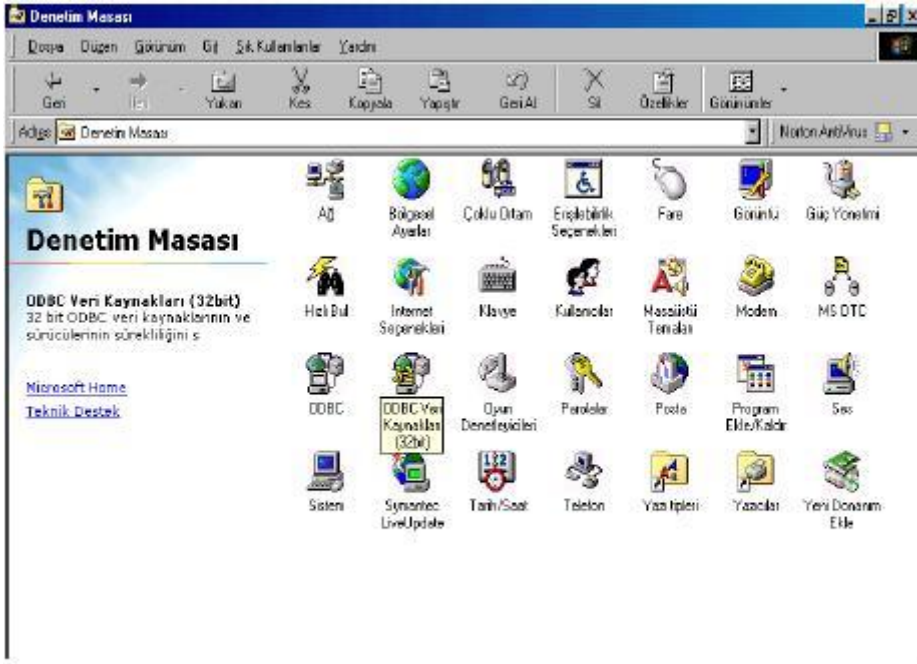 Denetim Masası
Dosya Düzen Görünüm Git Sık Kullanılanlar Yardım
Geri İleri Yukarı Kes Kopyala Yapıştır Geri Al Sil Özellikler Görünümler
Adres Denetim Masası Norton AntiVirus
Denetim Masası
ODBC Veri Kaynakları (32bit)
32 bit ODBC veri kaynaklarının ve
sürücülerinin sürekliliğini s
Microsoft Home
Teknik Destek
Ağ
Bölgesel
Ayarlar
Çoklu Ortam
Erişilebilirlik
Seçenekleri
Fare
Görüntü
Güç Yönetimi
Hızlı Bul
Internet
Seçenekleri
Klavye
Kullanıcılar
Masaüstü
Temaları
Modem
MS DTC
ODBC
ODBC Veri
Kaynakları
(32bit)
Oyun
Denetleyicileri
Parolalar
Posta
Program
Ekle/Kaldır
Ses
Sistem
Symantec
LiveUpdate
Tarih/Saat
Telefon
Yazı tipleri
Yazıcılar
Yeni Donanım
Ekle